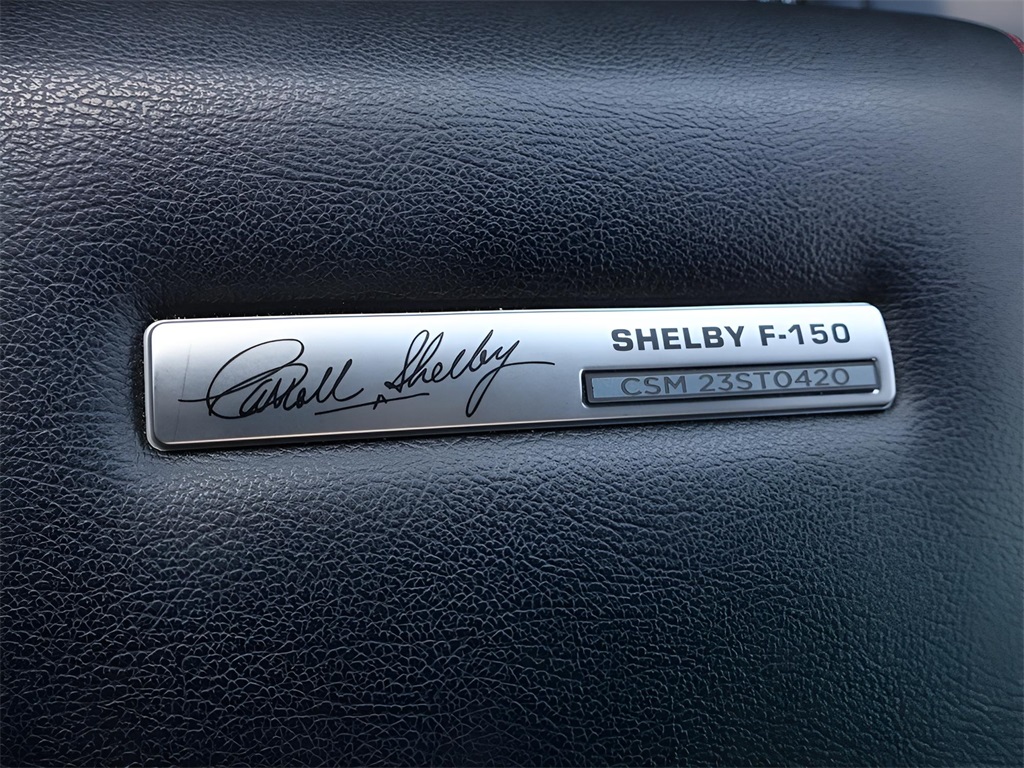 Carroll Shelby
SHELBY F-150
CSM 23ST0420